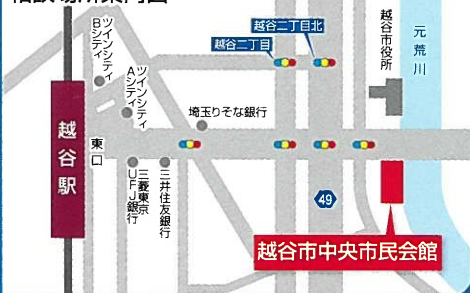 ツインシティ
Bシティ
ツインシティ
Aシティ
越谷二丁目
越谷二丁目北
越谷市役所
元荒川
埼玉りそな銀行
越谷駅
東口
三菱東京
UFJ銀行
三井住友銀行
49
越谷市中央市民会館